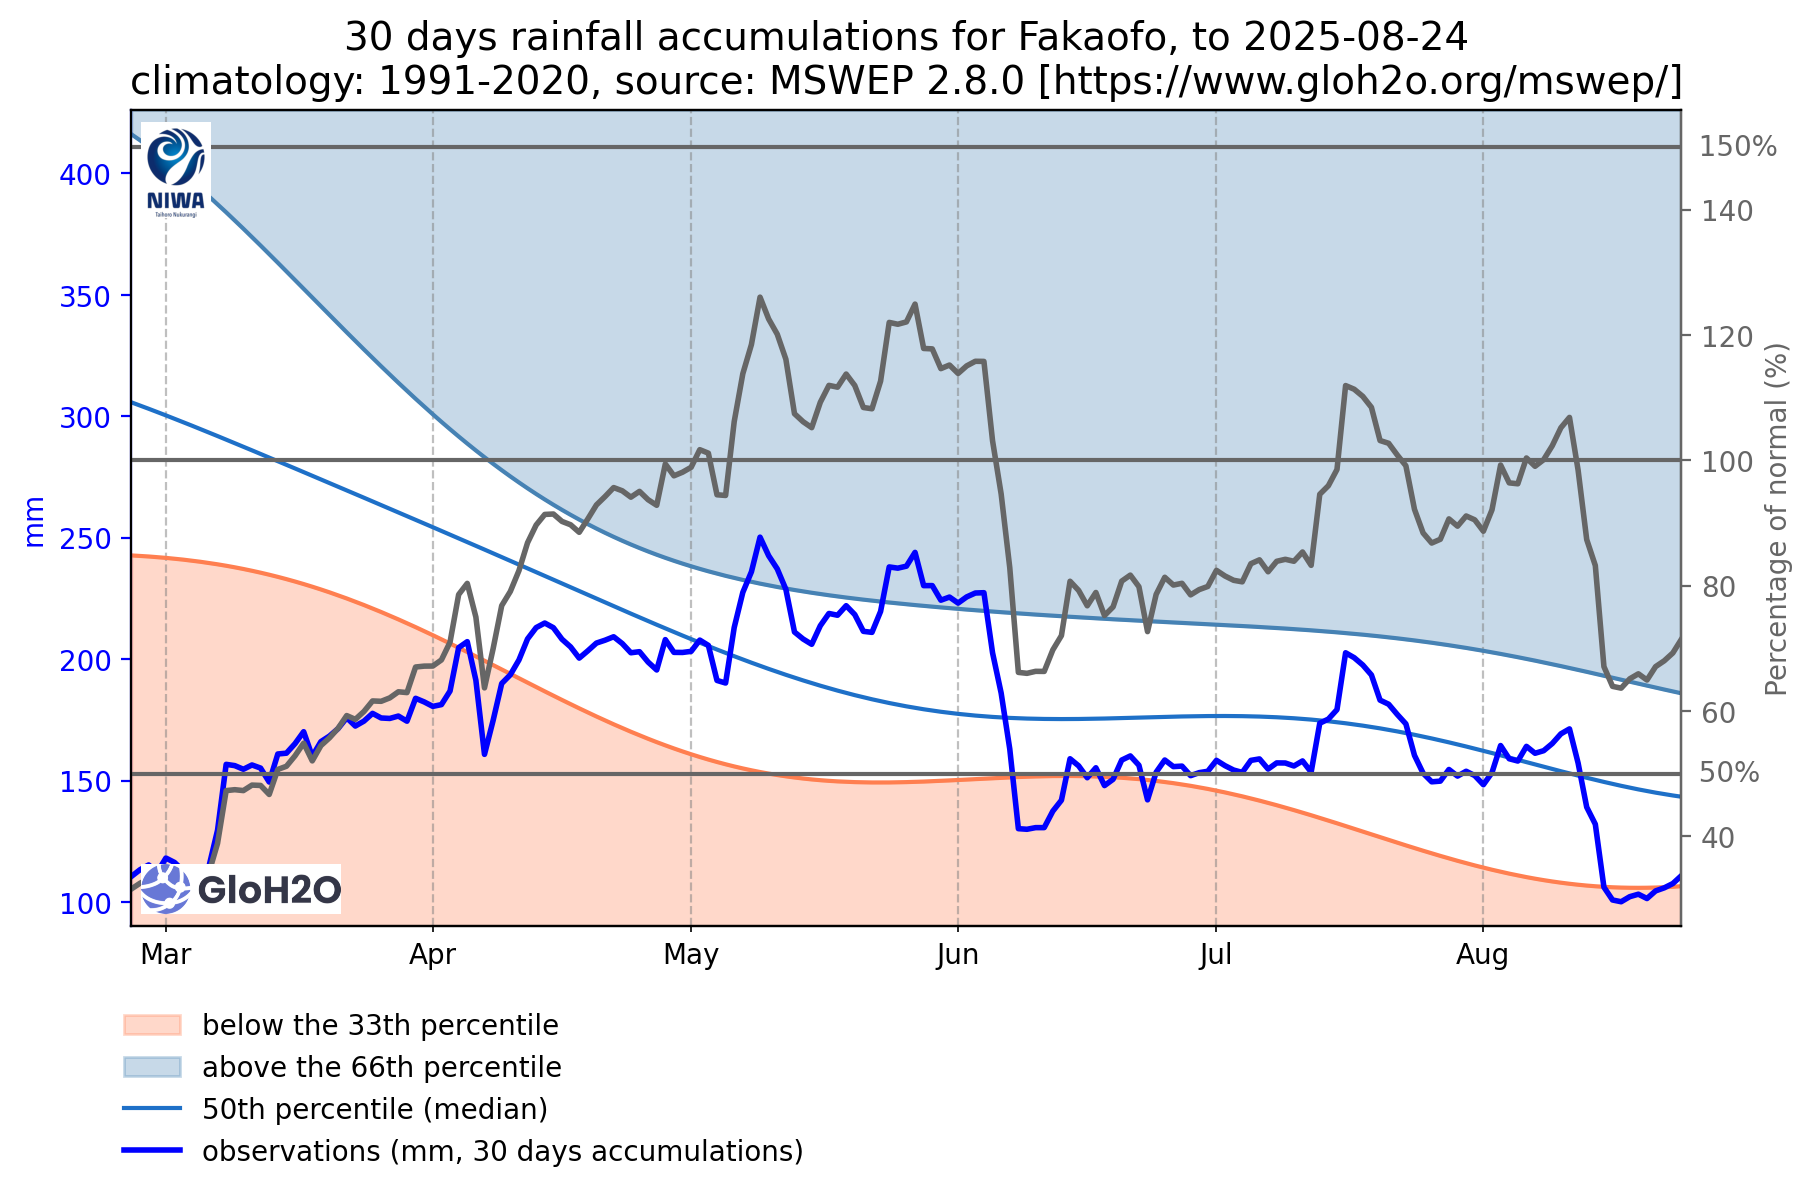 30 days rainfall accumulations for Fakaofo, to 2025-08-24
climatology: 1991-2020, source: MSWEP 2.8.0 [https://www.gloh2o.org/mswep/]
NIWA
Taihoro Nukurangi
400
350
300
250
200
150
100
mm
150%
140
120
100
80
60
50%
40
Percentage of normal (%)
GloH2O
Mar Apr May Jun Jul Aug
below the 33th percentile
above the 66th percentile
50th percentile (median)
observations (mm, 30 days accumulations)